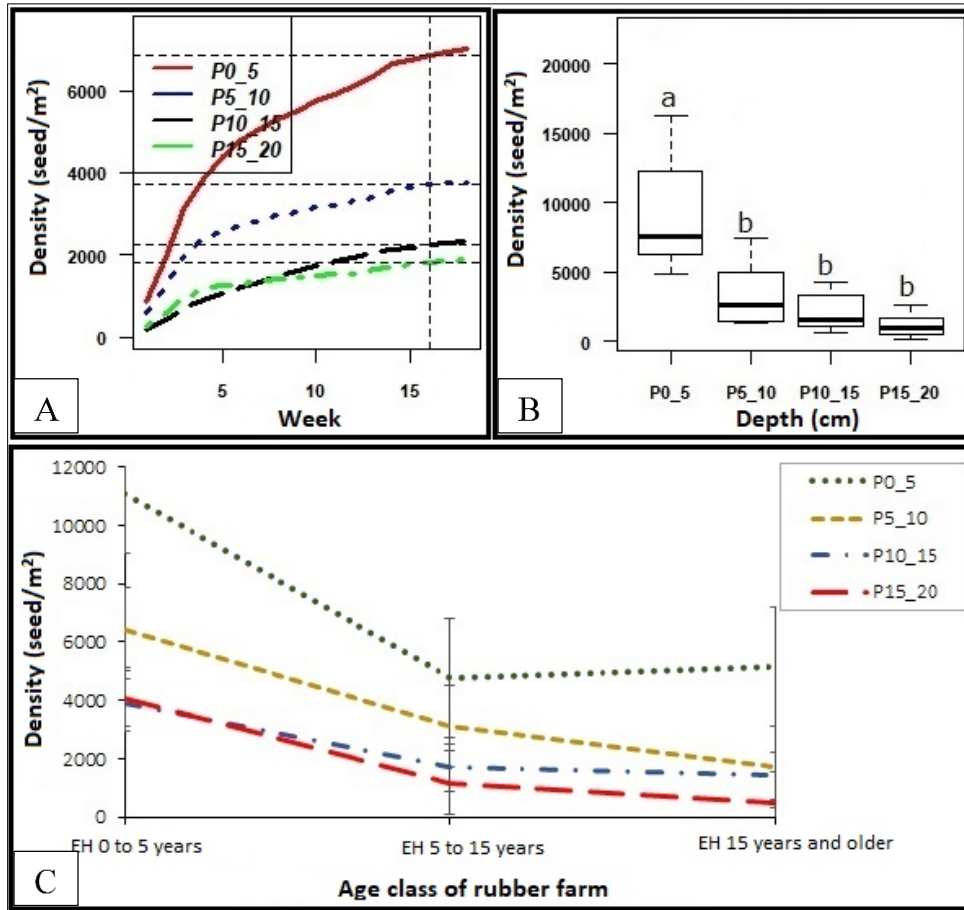 Density (seed/m²)
6000
4000
2000
0
P0_5
P5_10
P10_15
P15_20
5
10
15
Week
A
Density (seed/m²)
20000
15000
10000
5000
0
a
b
b
b
P0_5
P5_10
P10_15
P15_20
Depth (cm)
B
Density (seed/m²)
12000
10000
8000
6000
4000
2000
0
P0_5
P5_10
P10_15
P15_20
EH 0 to 5 years
EH 5 to 15 years
EH 15 years and older
Age class of rubber farm
C